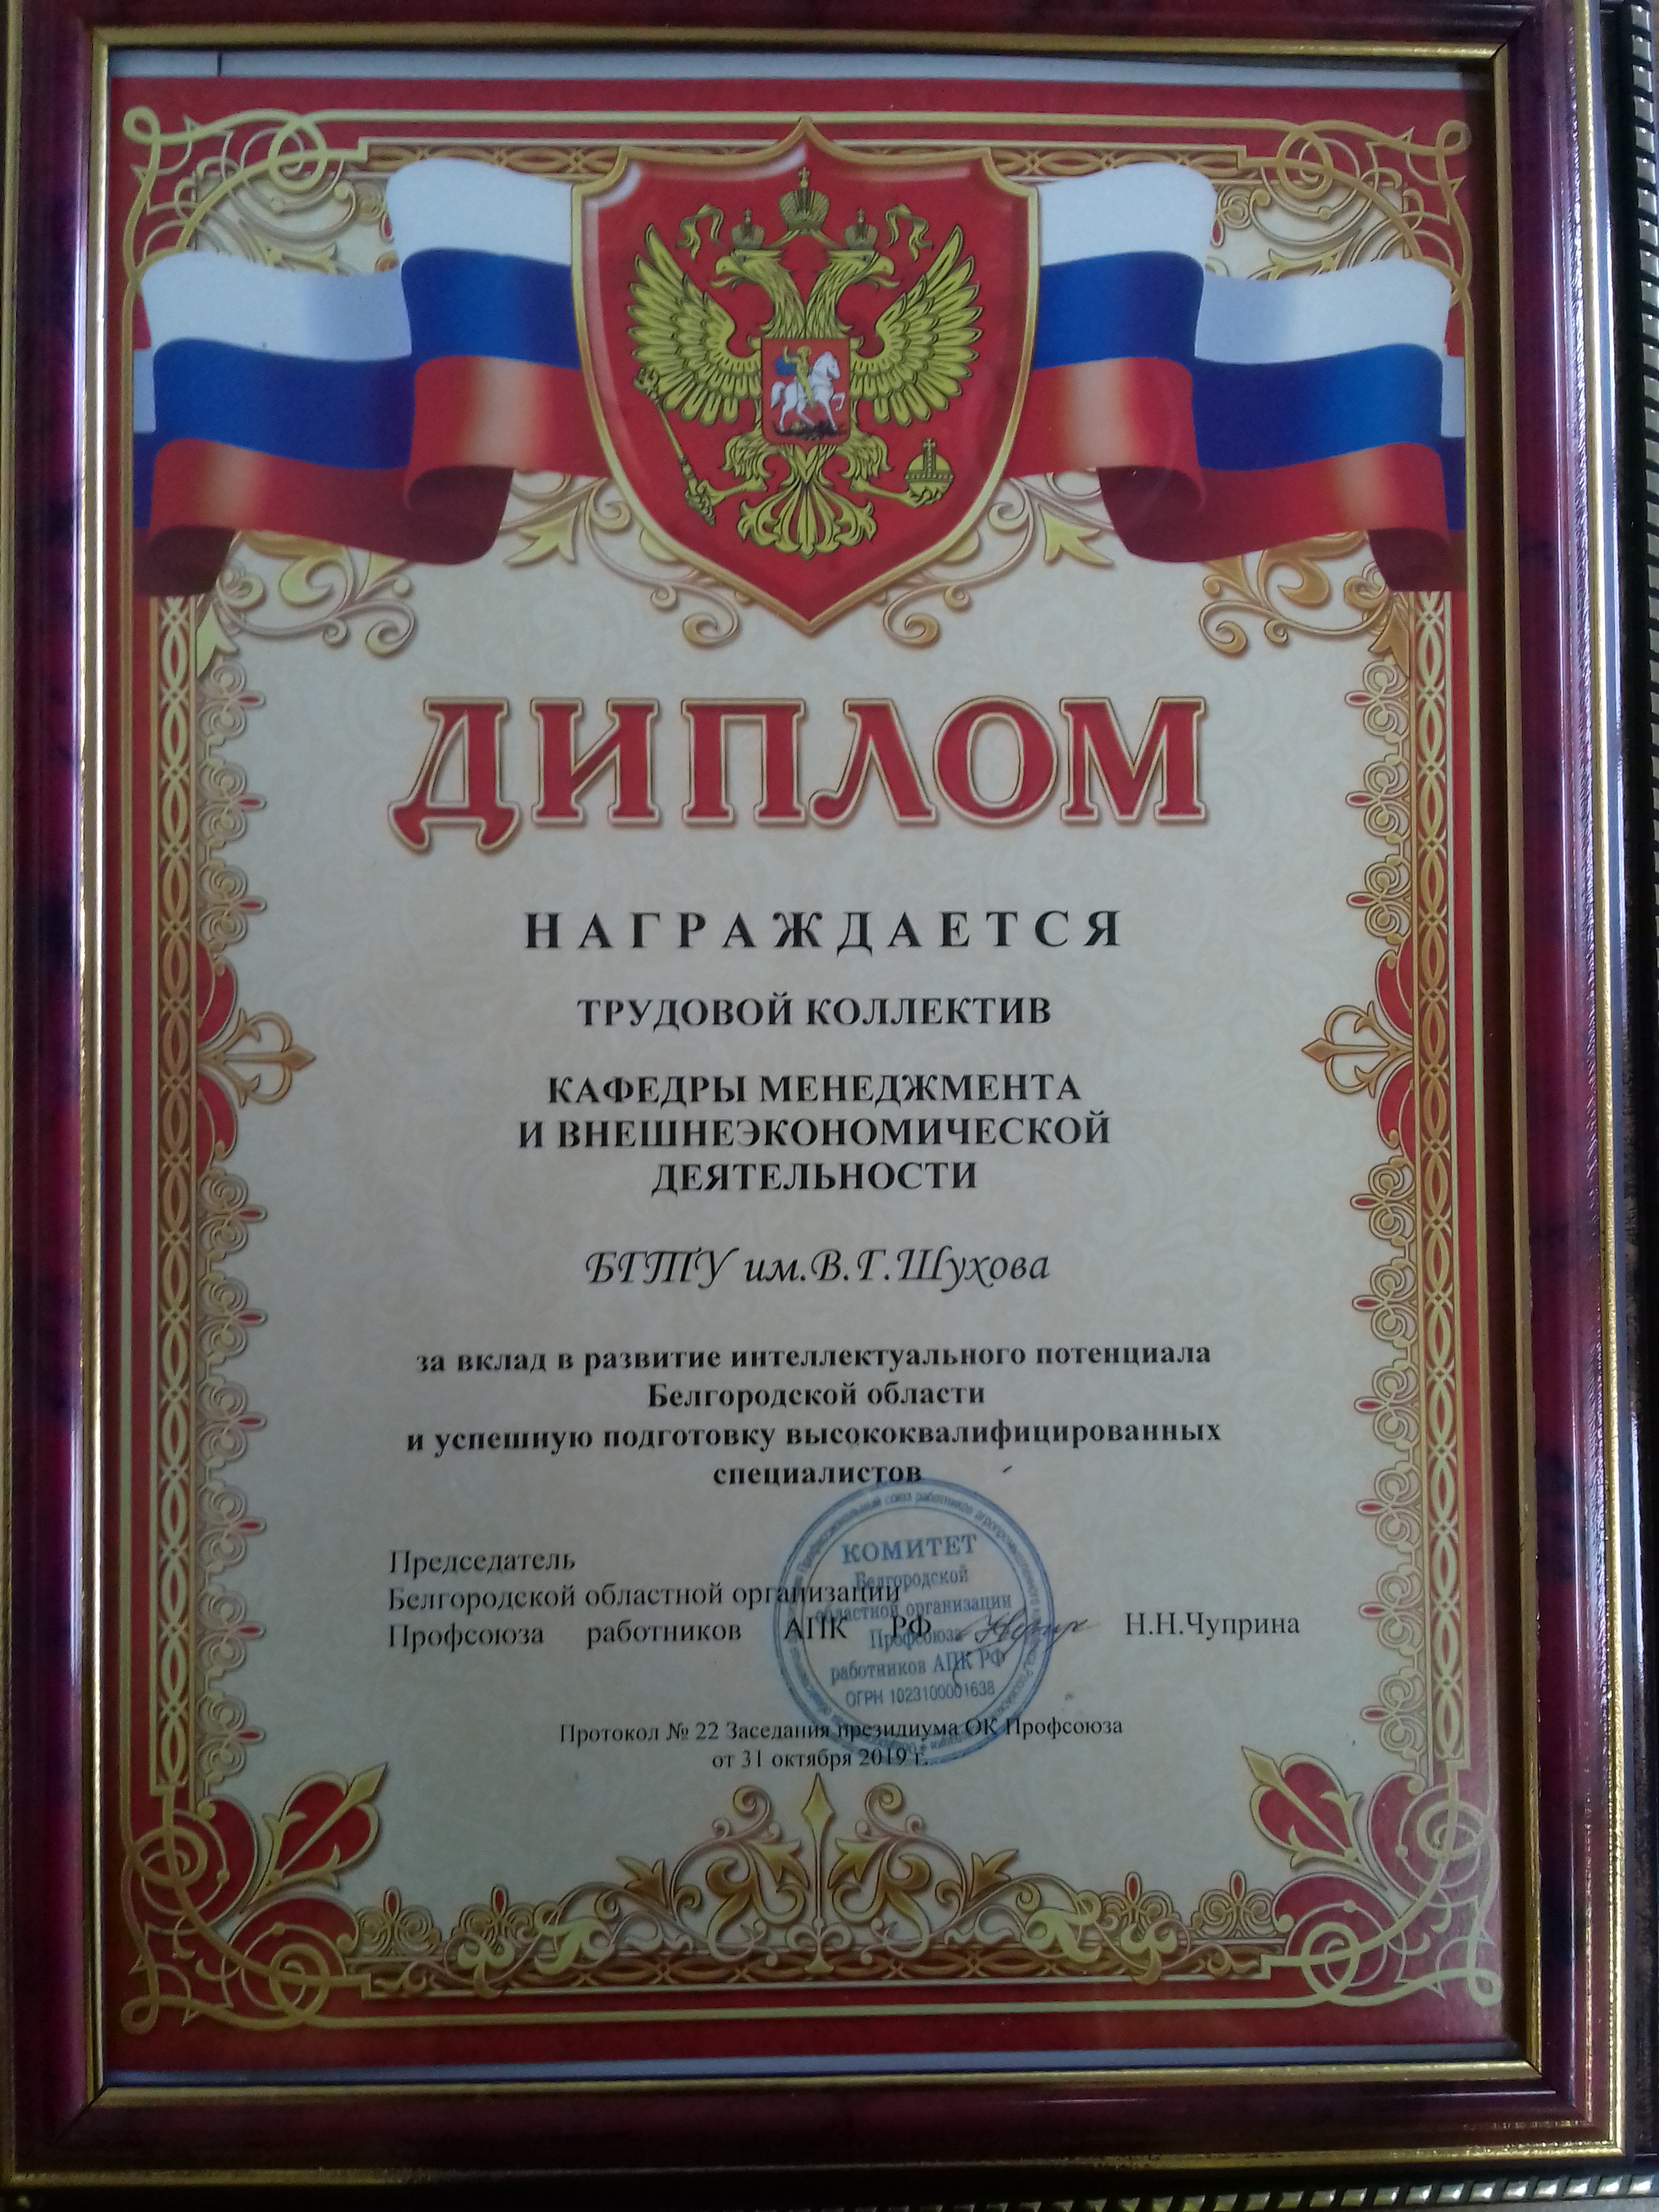 ДИПЛОМ
НАГРАЖДАЕТСЯ
ТРУДОВОЙ КОЛЛЕКТИВ
КАФЕДРЫ МЕНЕДЖМЕНТА
И ВНЕШНЕЭКОНОМИЧЕСКОЙ
ДЕЯТЕЛЬНОСТИ
БГТУ им.В.Г.Шухова
за вклад в развитие интеллектуального потенциала
Белгородской области
и успешную подготовку высококвалифицированных
специалистов
Председатель
Белгородской областной организации
Профсоюза работников АПК РФ Н.Н.Чуприна
КОМИТЕТ
Белгородской
областной организации
Профсоюза
работников АПК РФ
ОГРН 1023100001638
Протокол № 22 Заседания президиума ОК Профсоюза
от 31 октября 2019 г.